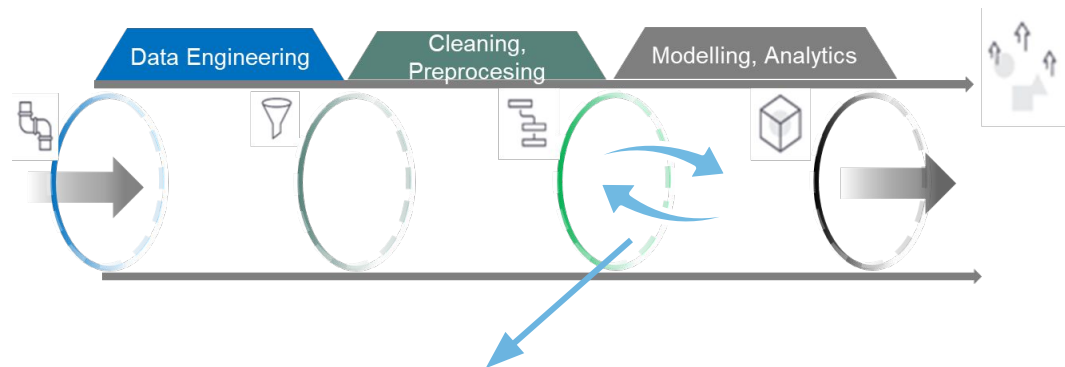 Data Engineering
Cleaning,
Preprocesing
Modelling, Analytics